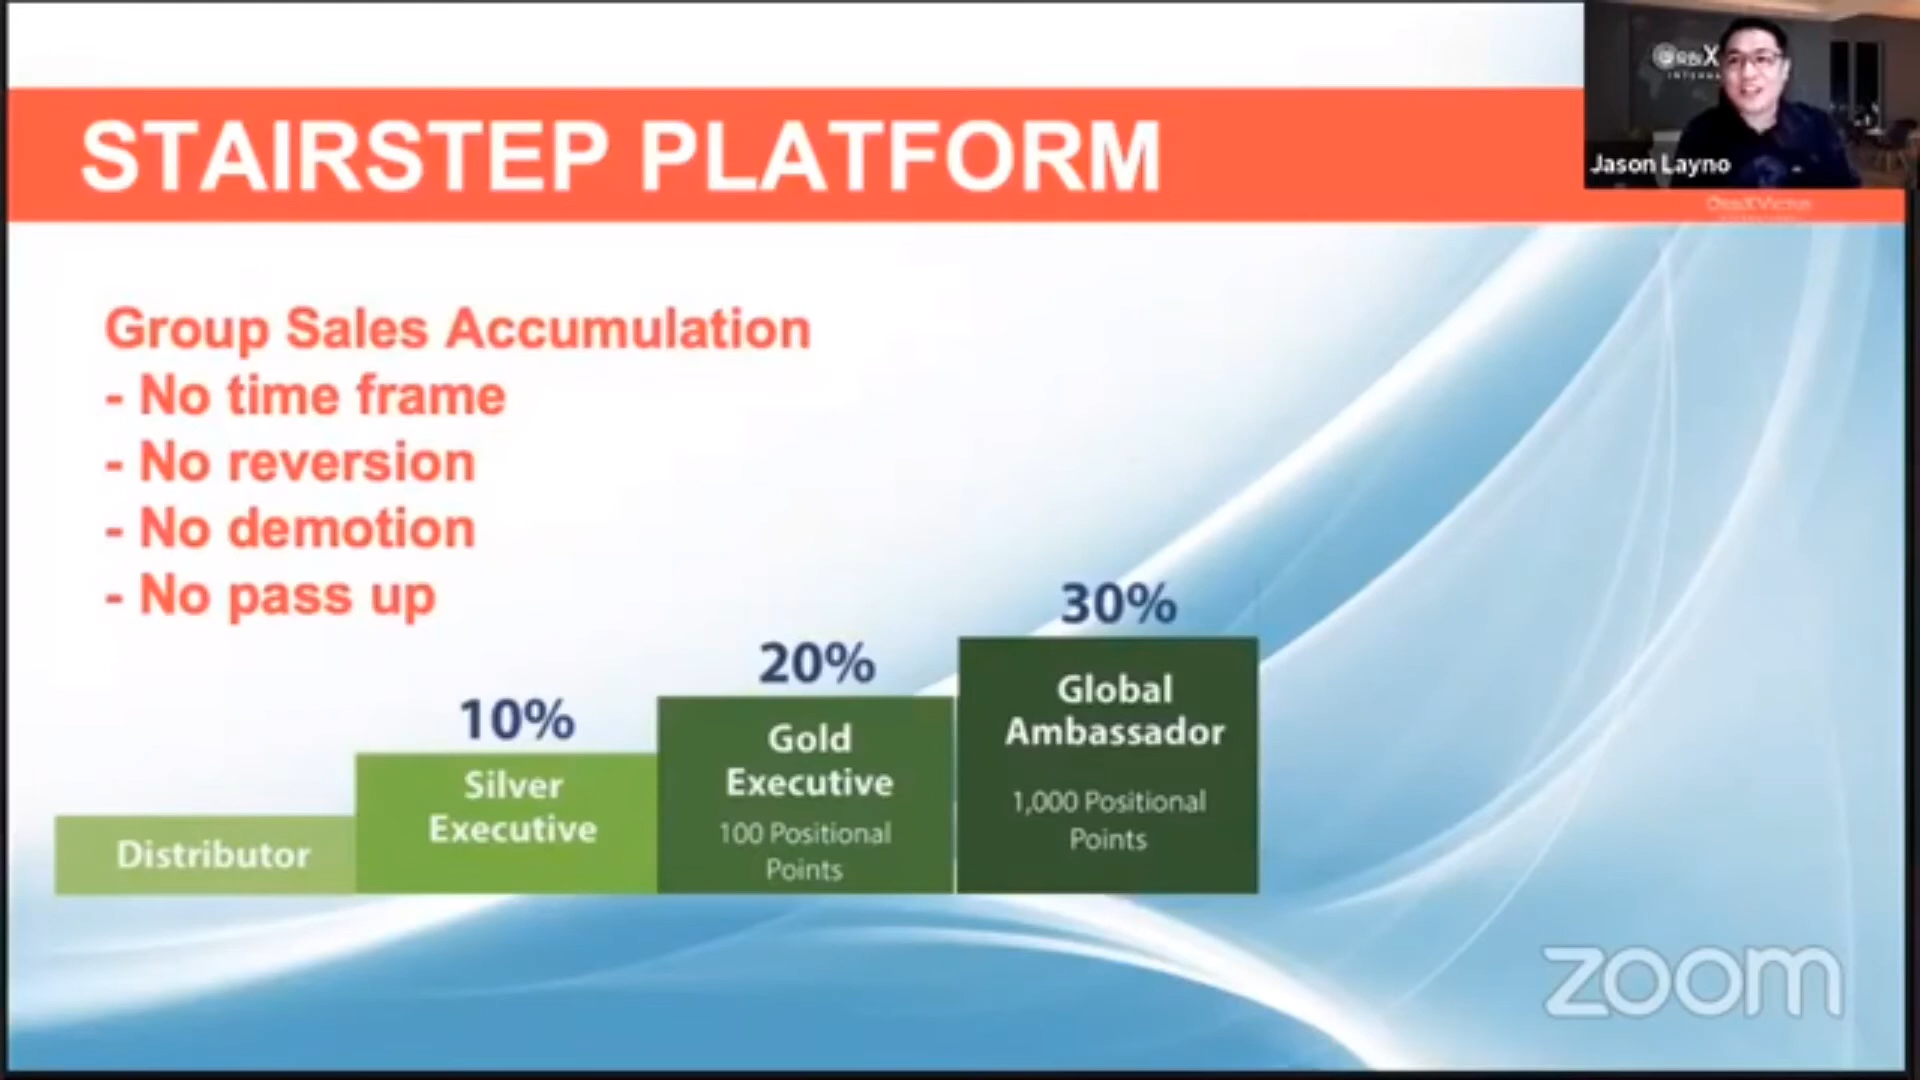 STAIRSTEP PLATFORM
Jason Layno
Group Sales Accumulation
- No time frame
- No reversion
- No demotion
- No pass up
10%
20%
30%
Distributor
Silver
Executive
Gold
Executive
100 Positional
Points
Global
Ambassador
1,000 Positional
Points
zoom